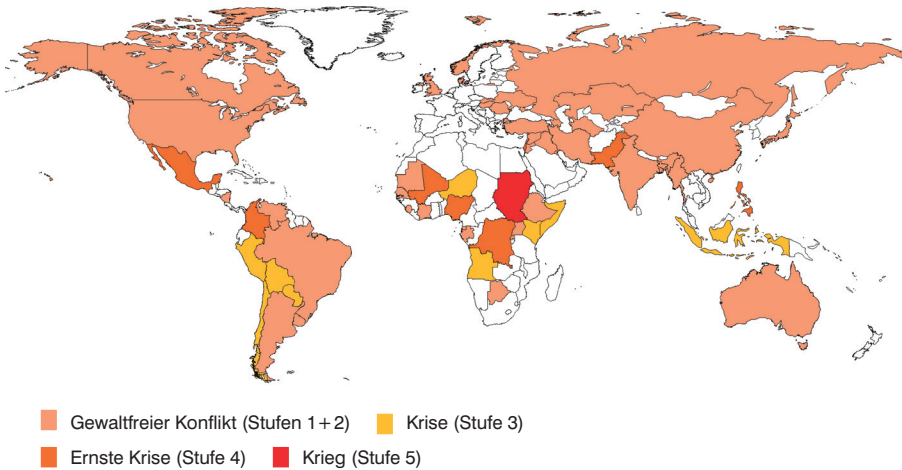 Gewaltfreier Konflikt (Stufen 1+2) Krise (Stufe 3)
Ernste Krise (Stufe 4) Krieg (Stufe 5)